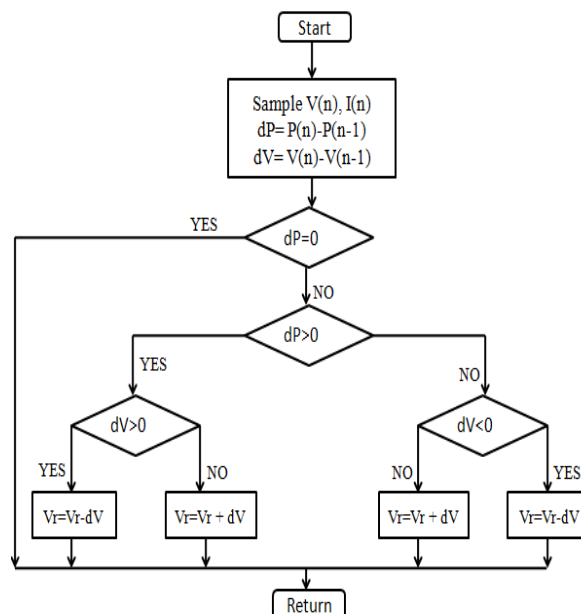 Start
Sample V(n), I(n)
dP= P(n)-P(n-1)
dV= V(n)-V(n-1)
YES
dP=0
NO
dP>0
YES
NO
dV>0
dV<0
YES
NO
NO
YES
Vr=Vr-dV
Vr=Vr + dV
Vr=Vr + dV
Vr=Vr-dV
Return